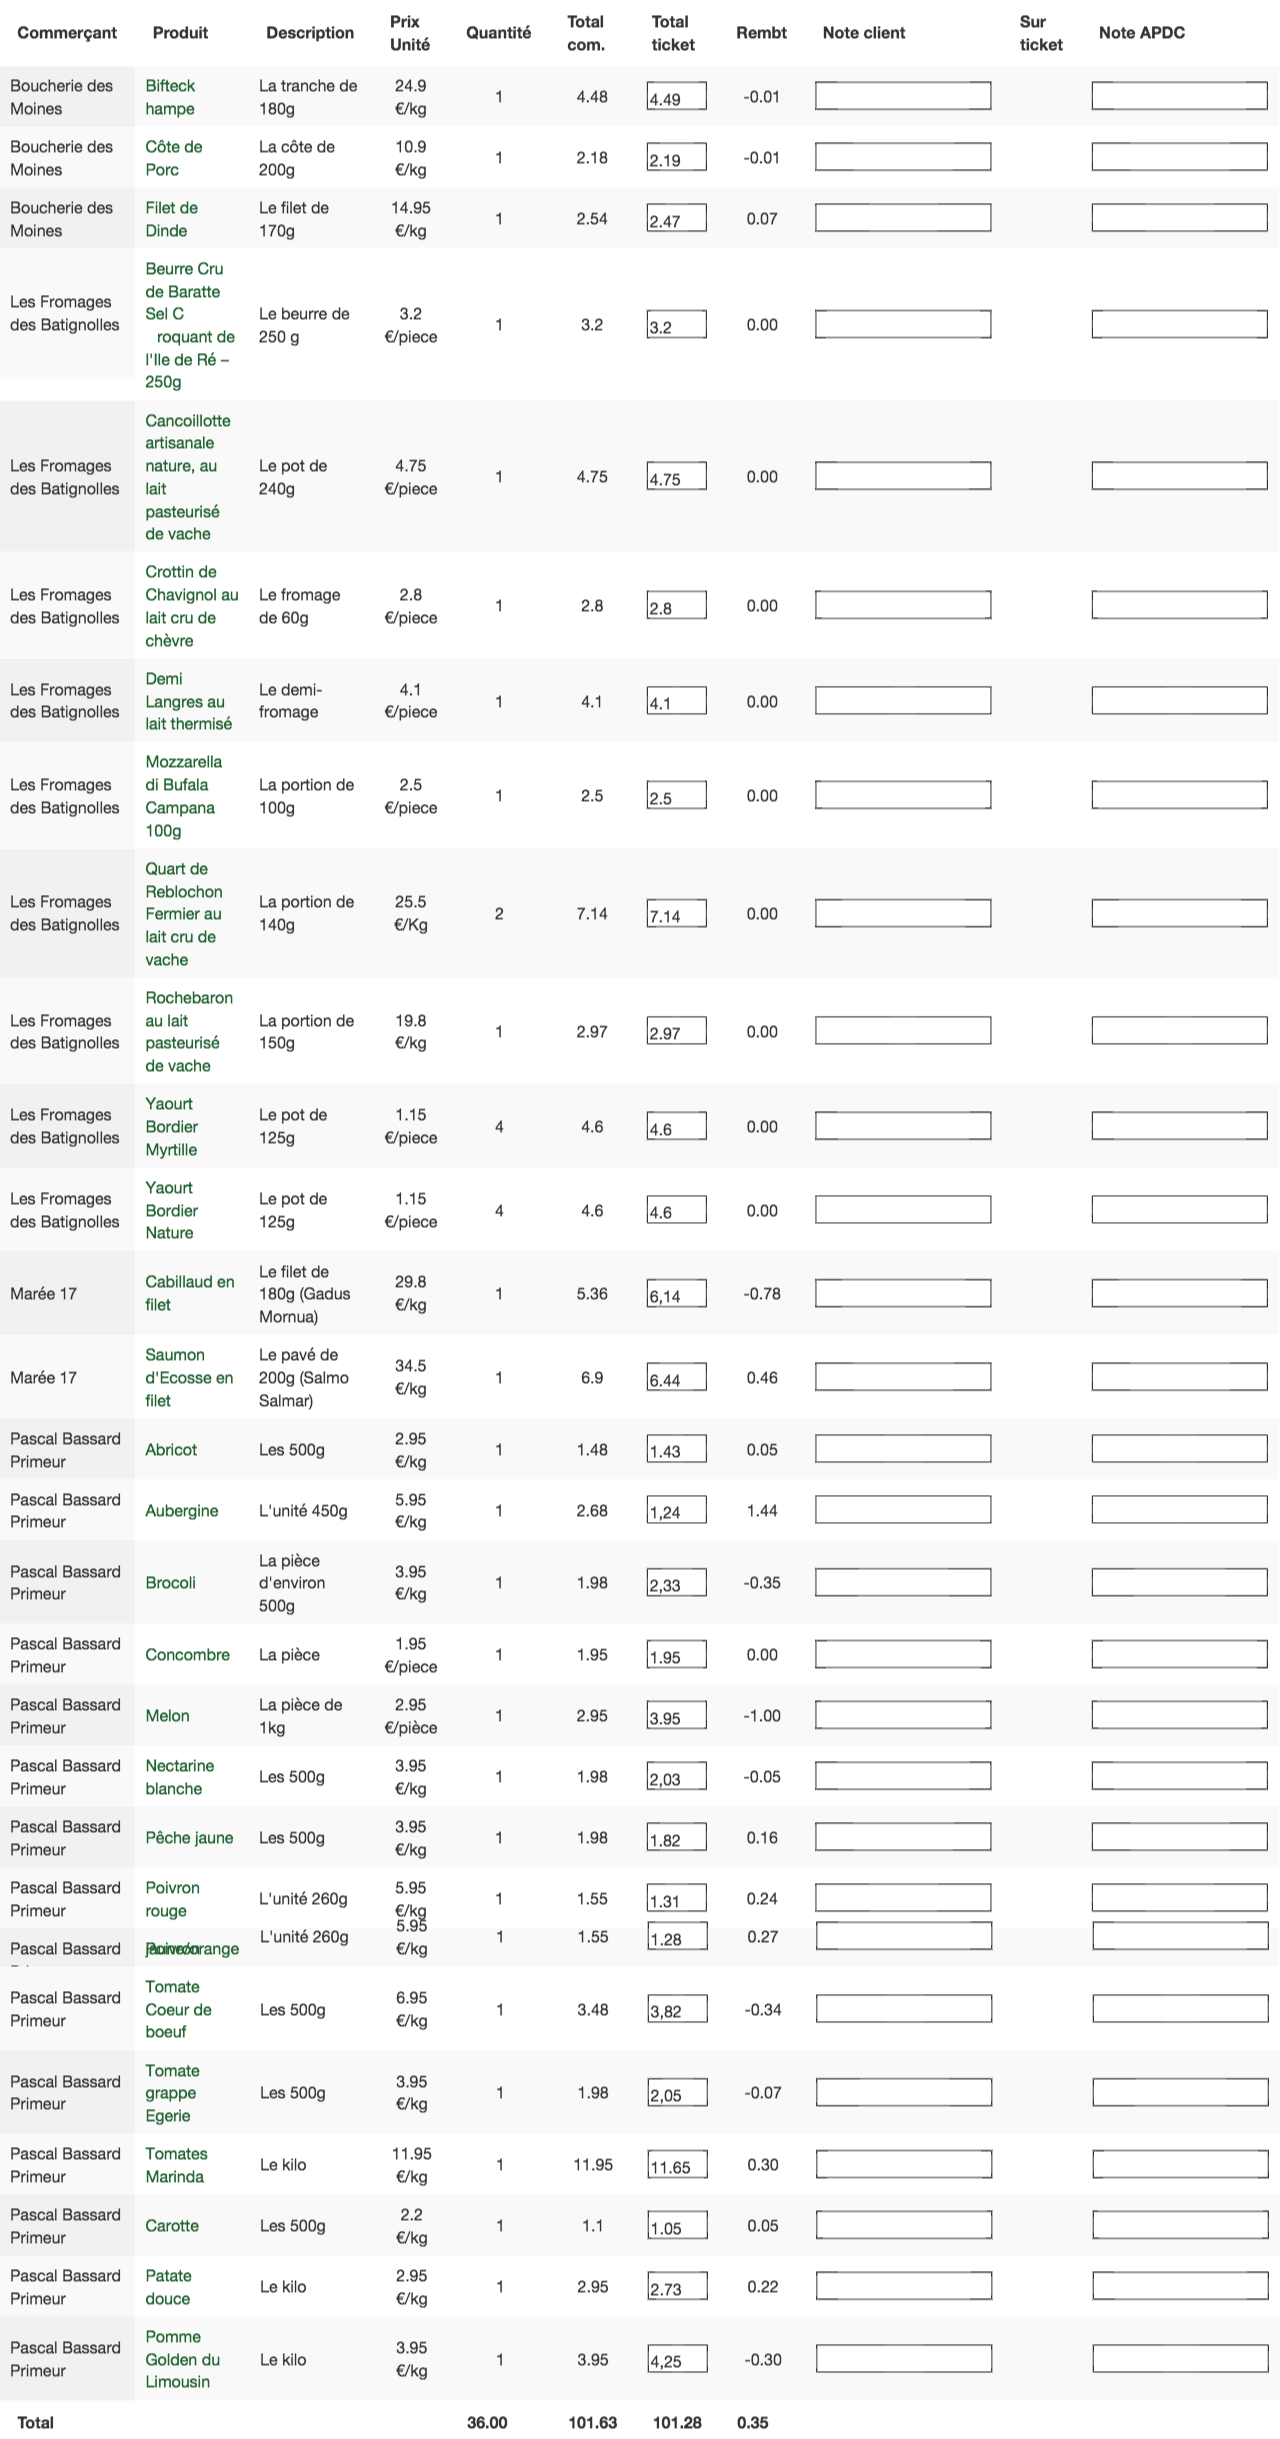 Commerçant Produit Description Prix Unité Quantité Total com. Total ticket Rembt Note client Sur ticket Note APDC
Boucherie des Moines Bifteck hampe La tranche de 180g 24.9 €/kg 1 4.48 4.49 -0.01
Boucherie des Moines Côte de Porc La côte de 200g 10.9 €/kg 1 2.18 2.19 -0.01
Boucherie des Moines Filet de Dinde Le filet de 170g 14.95 €/kg 1 2.54 2.47 0.07
Les Fromages des Batignolles Beurre Cru de Baratte Sel C roquant de l'Ile de Ré – 250g Le beurre de 250 g 3.2 €/piece 1 3.2 3.2 0.00
Les Fromages des Batignolles Cancoillotte artisanale nature, au lait pasteurisé de vache Le pot de 240g 4.75 €/piece 1 4.75 4.75 0.00
Les Fromages des Batignolles Crottin de Chavignol au lait cru de chèvre Le fromage de 60g 2.8 €/piece 1 2.8 2.8 0.00
Les Fromages des Batignolles Demi Langres au lait thermisé Le demi-fromage 4.1 €/piece 1 4.1 4.1 0.00
Les Fromages des Batignolles Mozzarella di Bufala Campana 100g La portion de 100g 2.5 €/piece 1 2.5 2.5 0.00
Les Fromages des Batignolles Quart de Reblochon Fermier au lait cru de vache La portion de 140g 25.5 €/Kg 2 7.14 7.14 0.00
Les Fromages des Batignolles Rochebaron au lait pasteurisé de vache La portion de 150g 19.8 €/kg 1 2.97 2.97 0.00
Les Fromages des Batignolles Yaourt Bordier Myrtille Le pot de 125g 1.15 €/piece 4 4.6 4.6 0.00
Les Fromages des Batignolles Yaourt Bordier Nature Le pot de 125g 1.15 €/piece 4 4.6 4.6 0.00
Marée 17 Cabillaud en filet Le filet de 180g (Gadus Mornua) 29.8 €/kg 1 5.36 6,14 -0.78
Marée 17 Saumon d'Ecosse en filet Le pavé de 200g (Salmo Salmar) 34.5 €/kg 1 6.9 6.44 0.46
Pascal Bassard Primeur Abricot Les 500g 2.95 €/kg 1 1.48 1.43 0.05
Pascal Bassard Primeur Aubergine L'unité 450g 5.95 €/kg 1 2.68 1,24 1.44
Pascal Bassard Primeur Brocoli La pièce d'environ 500g 3.95 €/kg 1 1.98 2,33 -0.35
Pascal Bassard Primeur Concombre La pièce 1.95 €/piece 1 1.95 1.95 0.00
Pascal Bassard Primeur Melon La pièce de 1kg 2.95 €/pièce 1 2.95 3.95 -1.00
Pascal Bassard Primeur Nectarine blanche Les 500g 3.95 €/kg 1 1.98 2,03 -0.05
Pascal Bassard Primeur Pêche jaune Les 500g 3.95 €/kg 1 1.98 1.82 0.16
Pascal Bassard Primeur Poivron rouge L'unité 260g 5.95 €/kg 1 1.55 1.31 0.24
Pascal Bassard L'unité 260g 5.95 €/kg 1 1.55 1.28 0.27
Pascal Bassard Primeur Tomate Coeur de boeuf Les 500g 6.95 €/kg 1 3.48 3,82 -0.34
Pascal Bassard Primeur Tomate grappe Egerie Les 500g 3.95 €/kg 1 1.98 2,05 -0.07
Pascal Bassard Primeur Tomates Marinda Le kilo 11.95 €/kg 1 11.95 11.65 0.30
Pascal Bassard Primeur Carotte Les 500g 2.2 €/kg 1 1.1 1.05 0.05
Pascal Bassard Primeur Patate douce Le kilo 2.95 €/kg 1 2.95 2.73 0.22
Pascal Bassard Primeur Pomme Golden du Limousin Le kilo 3.95 €/kg 1 3.95 4,25 -0.30
Total 36.00 101.63 101.28 0.35